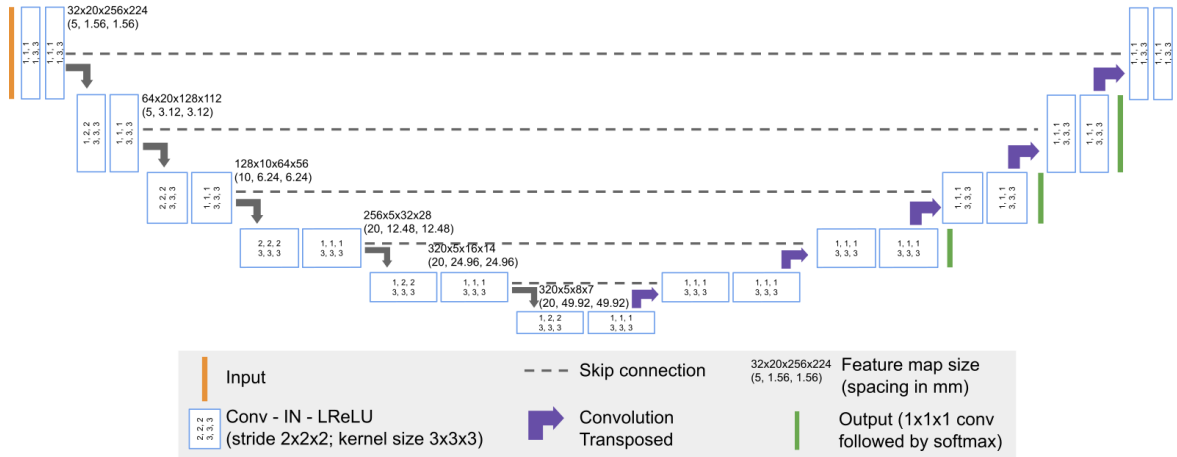 32x20x256x224
(5, 1.56, 1.56)
1, 1, 1
1, 3, 3
1, 1, 1
1, 3, 3
1, 1, 1
1, 3, 3
1, 1, 1
1, 3, 3
64x20x128x112
(5, 3.12, 3.12)
1, 2, 2
3, 3, 3
1, 1, 1
3, 3, 3
1, 1, 1
3, 3, 3
1, 1, 1
3, 3, 3
128x10x64x56
(10, 6.24, 6.24)
2, 2, 2
3, 3, 3
1, 1, 1
3, 3, 3
1, 1, 1
3, 3, 3
1, 1, 1
3, 3, 3
256x5x32x28
(20, 12.48, 12.48)
2, 2, 2
3, 3, 3
1, 1, 1
3, 3, 3
1, 1, 1
3, 3, 3
1, 1, 1
3, 3, 3
320x5x16x14
(20, 24.96, 24.96)
1, 2, 2
3, 3, 3
1, 1, 1
3, 3, 3
1, 1, 1
3, 3, 3
1, 1, 1
3, 3, 3
320x5x8x7
(20, 49.92, 49.92)
1, 2, 2
3, 3, 3
1, 1, 1
3, 3, 3
Input
Skip connection
32x20x256x224
(5, 1.56, 1.56)
Feature map size
(spacing in mm)
2, 2, 2
3, 3, 3
Conv - IN - LReLU
(stride 2x2x2; kernel size 3x3x3)
Convolution
Transposed
Output (1x1x1 conv
followed by softmax)